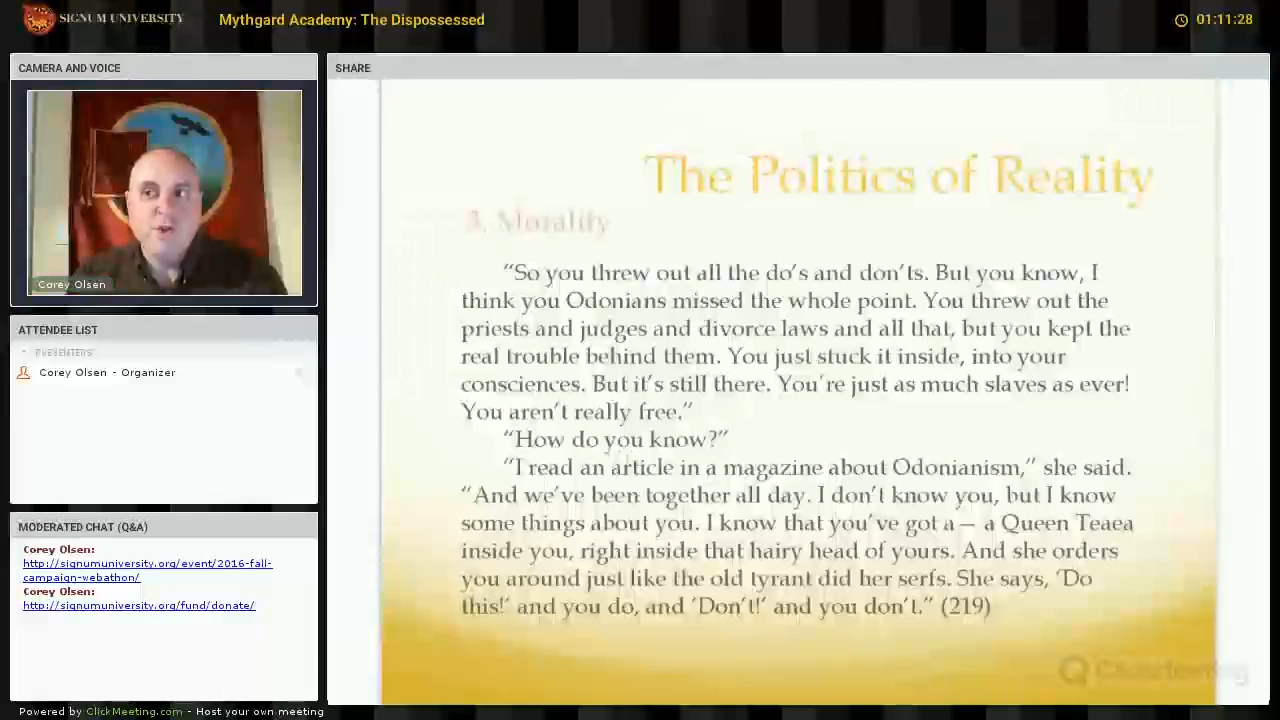 SIGNUM UNIVERSITY
Mythgard Academy: The Dispossessed
01:11:28
CAMERA AND VOICE
Corey Olsen
ATTENDEE LIST
PRESENTERS
Corey Olsen - Organizer
MODERATED CHAT (Q&A)
Corey Olsen:
http://signumuniversity.org/event/2016-fall-
campaign-webathon/
Corey Olsen:
http://signumuniversity.org/fund/donate/
Powered by ClickMeeting.com - Host your own meeting
SHARE
The Politics of Reality
3. Morality
“So you threw out all the do’s and don’ts. But you know, I
think you Odonians missed the whole point. You threw out the
priests and judges and divorce laws and all that, but you kept the
real trouble behind them. You just stuck it inside, into your
consciences. But it’s still there. You’re just as much slaves as ever!
You aren’t really free.”
“How do you know?”
“I read an article in a magazine about Odonianism,” she said.
“And we’ve been together all day. I don’t know you, but I know
some things about you. I know that you’ve got a — a Queen Teaea
inside you, right inside that hairy head of yours. And she orders
you around just like the old tyrant did her serfs. She says, ‘Do
this!’ and you do, and ‘Don’t!’ and you don’t.” (219)
ClickMeeting